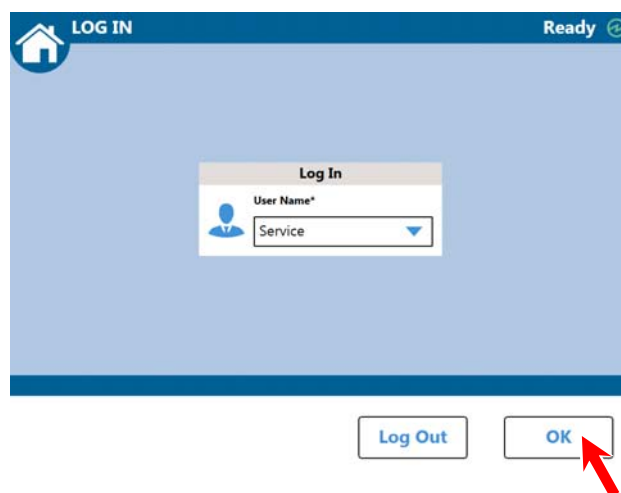 LOG IN
Ready
Log In
User Name*
Service
Log Out
OK